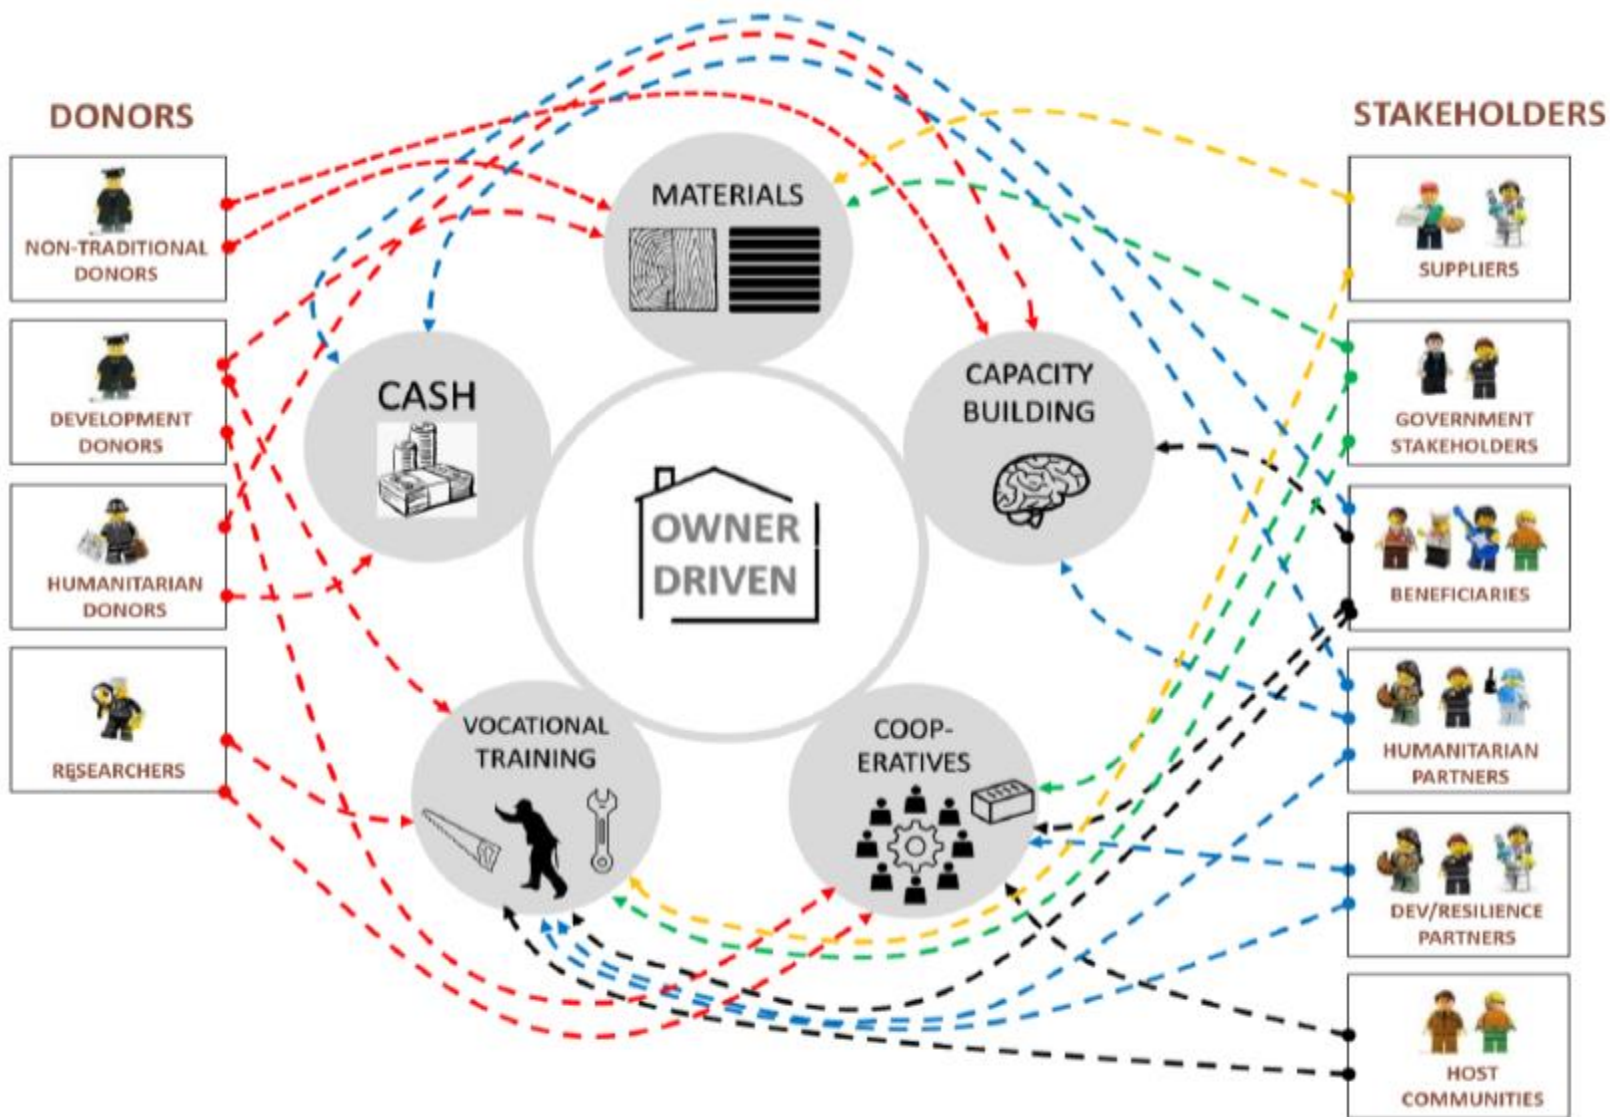 DONORS
NON-TRADITIONAL
DONORS
DEVELOPMENT
DONORS
HUMANITARIAN
DONORS
RESEARCHERS
MATERIALS
CASH
CAPACITY
BUILDING
OWNER
DRIVEN
VOCATIONAL
TRAINING
COOP-
ERATIVES
STAKEHOLDERS
SUPPLIERS
GOVERNMENT
STAKEHOLDERS
BENEFICIARIES
HUMANITARIAN
PARTNERS
DEV/RESILIENCE
PARTNERS
HOST
COMMUNITIES